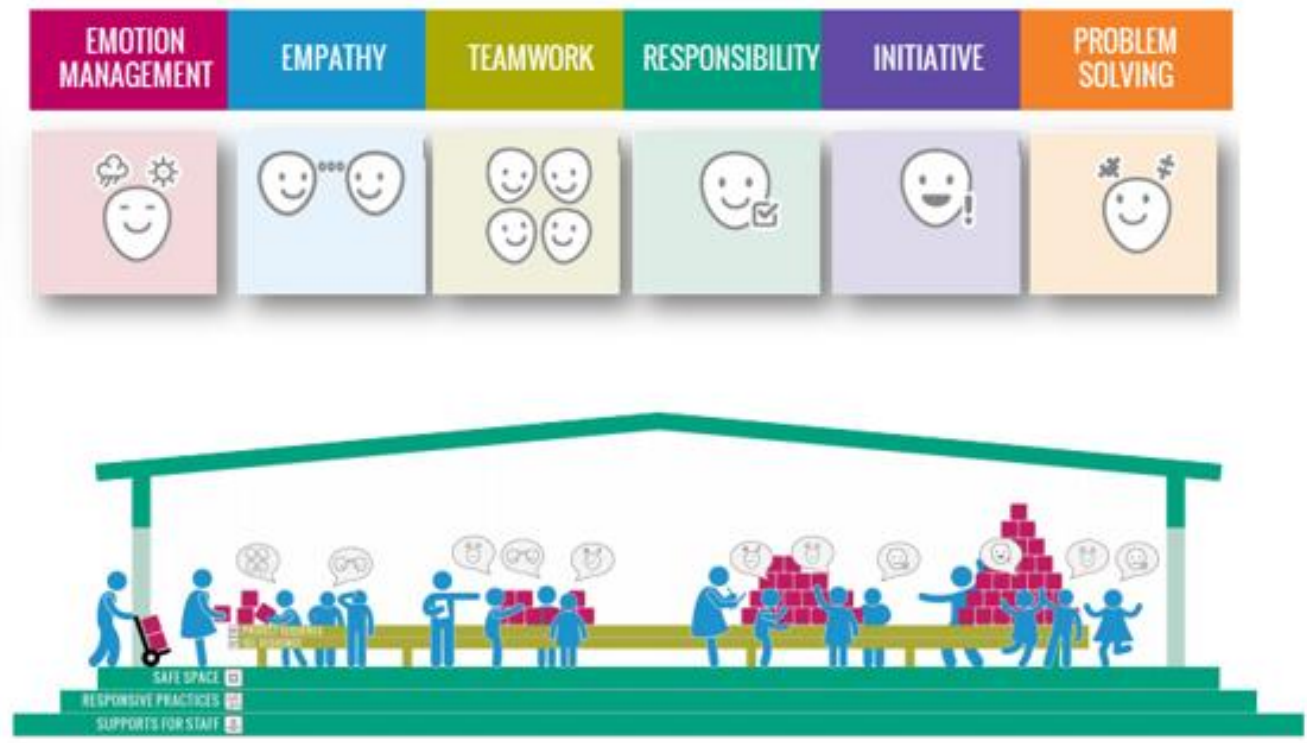 EMOTION
MANAGEMENT
EMPATHY
TEAMWORK
RESPONSIBILITY
INITIATIVE
PROBLEM
SOLVING
SAFE SPACE
RESPONSIVE PRACTICES
SUPPORTS FOR STAFF